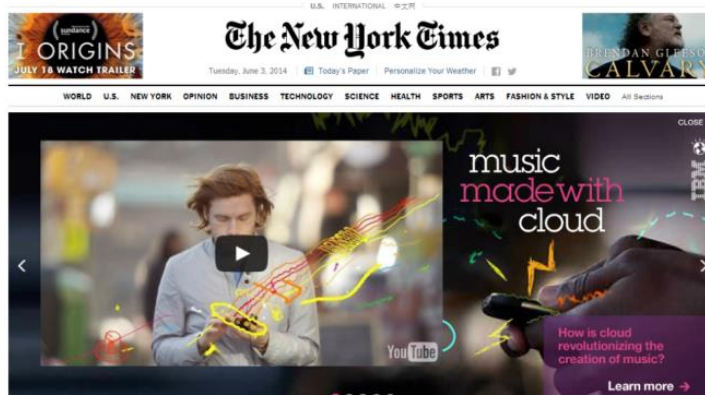 U.S. INTERNATIONAL 中文网
sundance
I ORIGINS
JULY 18 WATCH TRAILER
The New York Times
BRENDAN GLEESON
CALVARY
Tuesday, June 3, 2014 Today's Paper Personalize Your Weather
WORLD U.S. NEW YORK OPINION BUSINESS TECHNOLOGY SCIENCE HEALTH SPORTS ARTS FASHION & STYLE VIDEO All Sections
CLOSE
IBM
music
made with
cloud
YouTube
How is cloud
revolutionizing the
creation of music?
Learn more